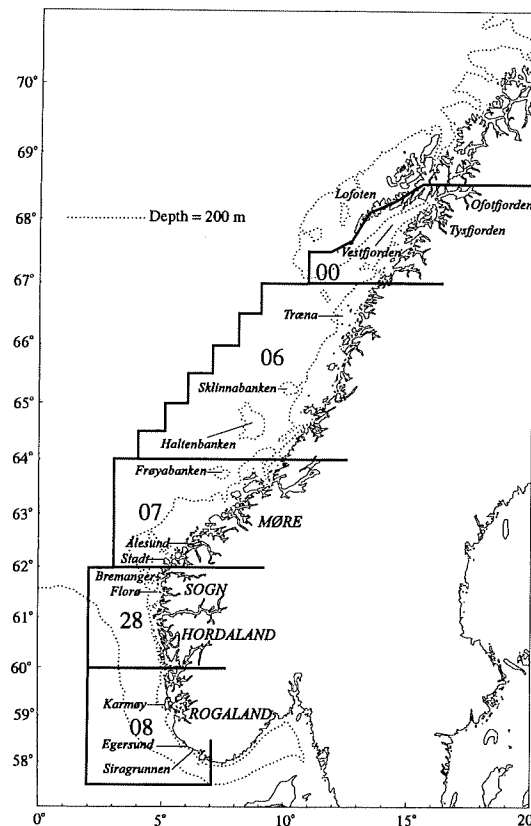 70°
69°
Lofoten
Ofotfjorden
68°
Depth = 200 m
Tysfjorden
Vestfjorden
00
67°
Træna
66°
06
Sklinnabanken
65°
Haltenbanken
64°
Frøyabanken
63°
07
MØRE
Ålesund
Stadt
62°
Bremanger
Florø
SOGN
61°
28
HORDALAND
60°
Karmøy
ROGALAND
59°
08
Egersund
58°
Siragrunnen
0° 5° 10° 15° 20